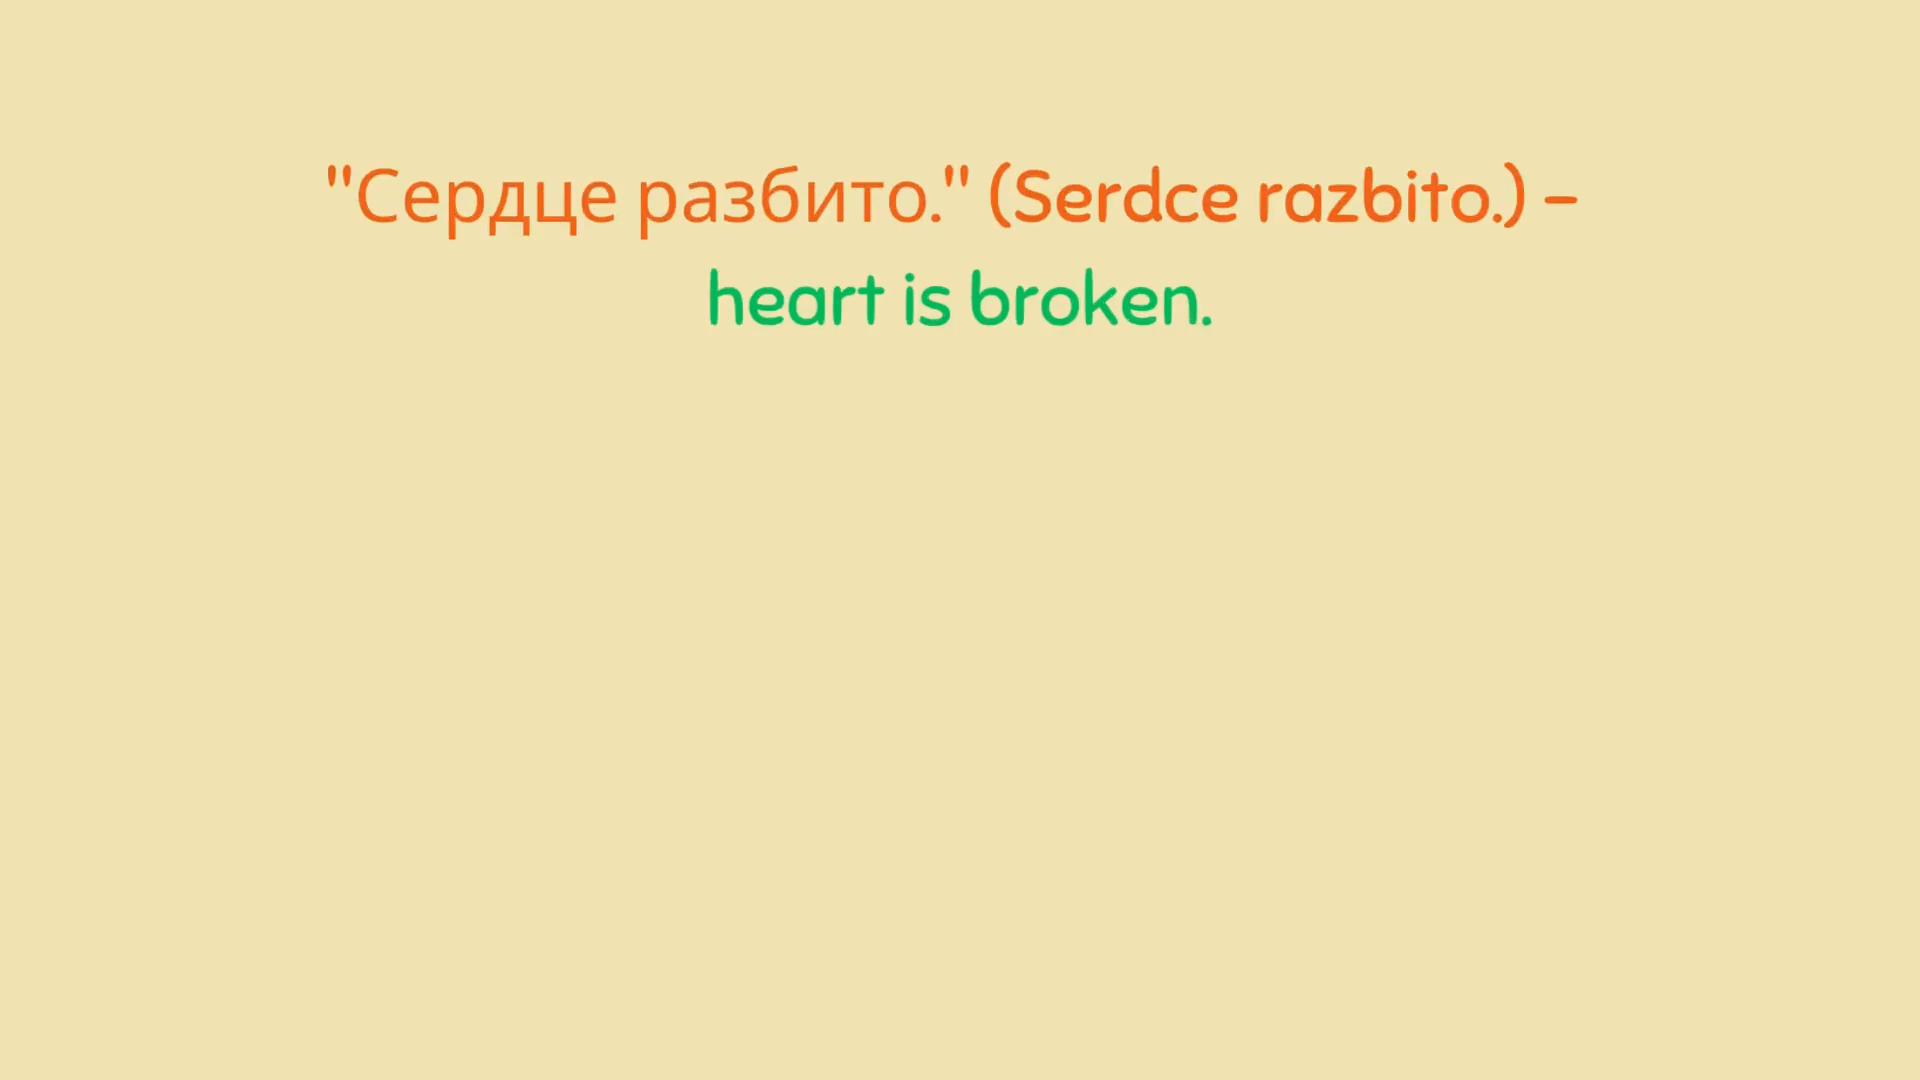 "Сердце разбито." (Serdce razbito.) –
heart is broken.